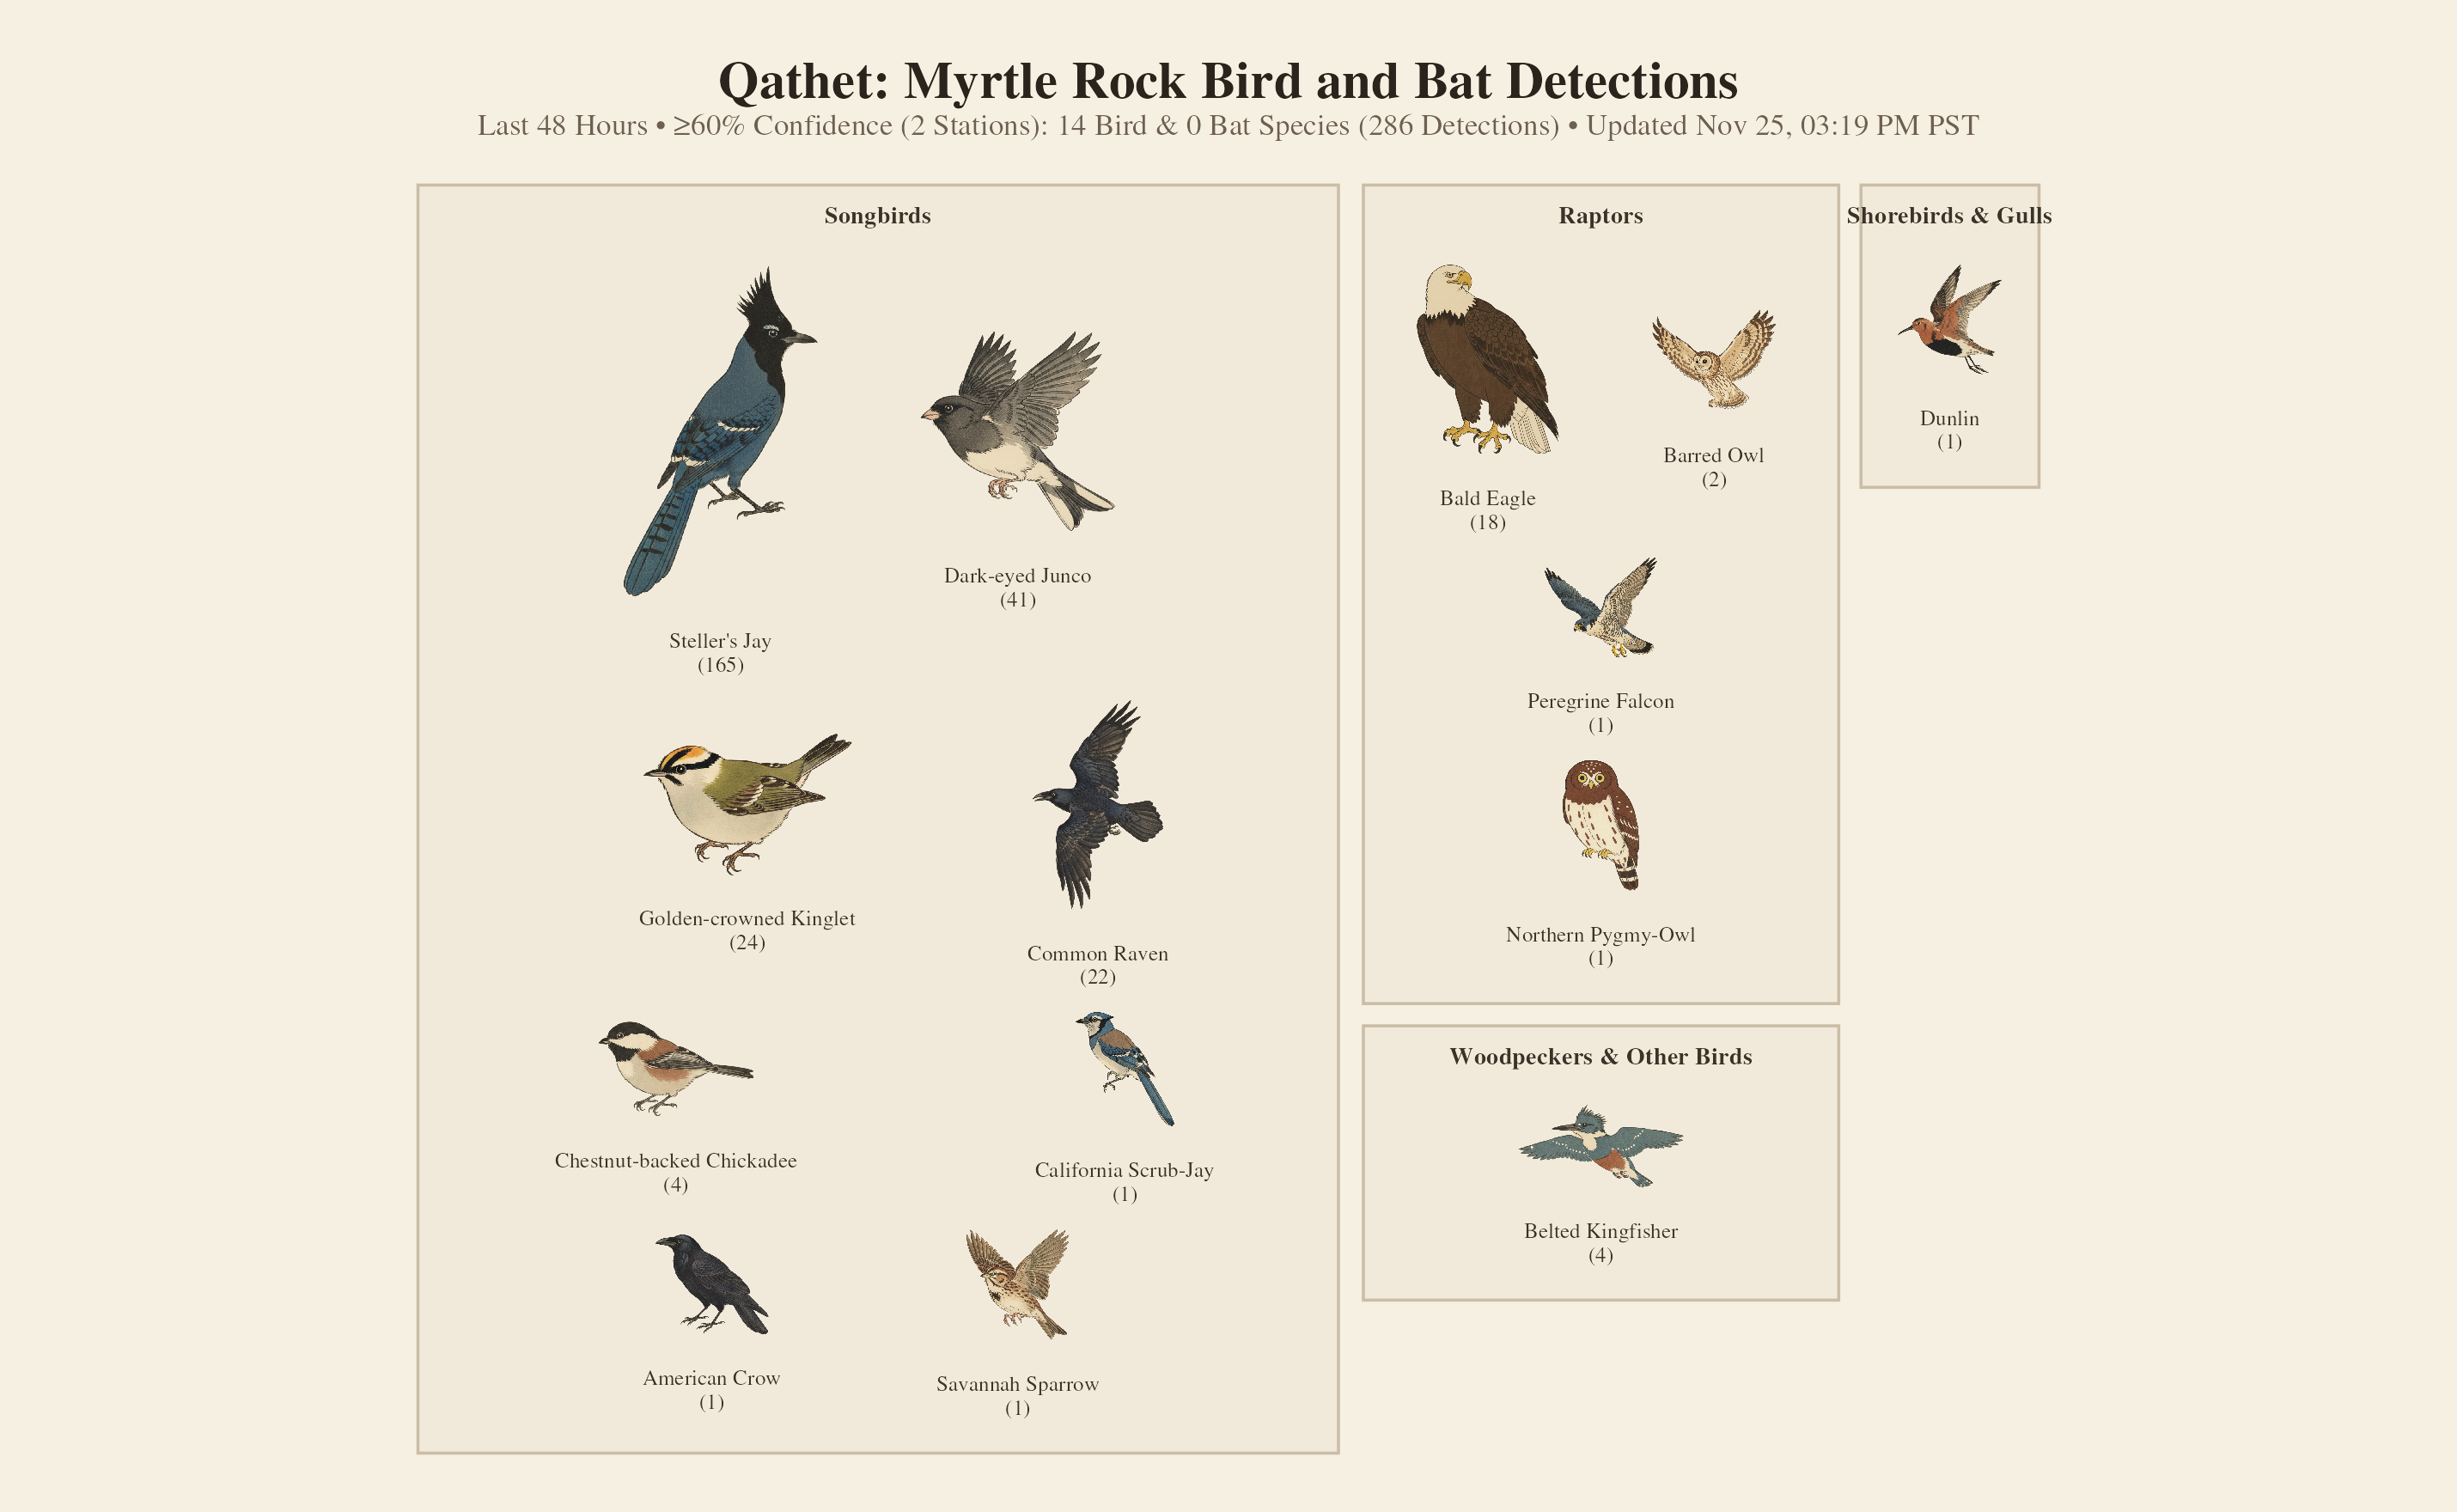 Qathet: Myrtle Rock Bird and Bat Detections
Last 48 Hours • ≥60% Confidence (2 Stations): 14 Bird & 0 Bat Species (286 Detections) • Updated Nov 25, 03:19 PM PST
Songbirds
Steller's Jay
(165)
Dark-eyed Junco
(41)
Golden-crowned Kinglet
(24)
Common Raven
(22)
Chestnut-backed Chickadee
(4)
California Scrub-Jay
(1)
American Crow
(1)
Savannah Sparrow
(1)
Raptors
Bald Eagle
(18)
Barred Owl
(2)
Peregrine Falcon
(1)
Northern Pygmy-Owl
(1)
Woodpeckers & Other Birds
Belted Kingfisher
(4)
Shorebirds & Gulls
Dunlin
(1)